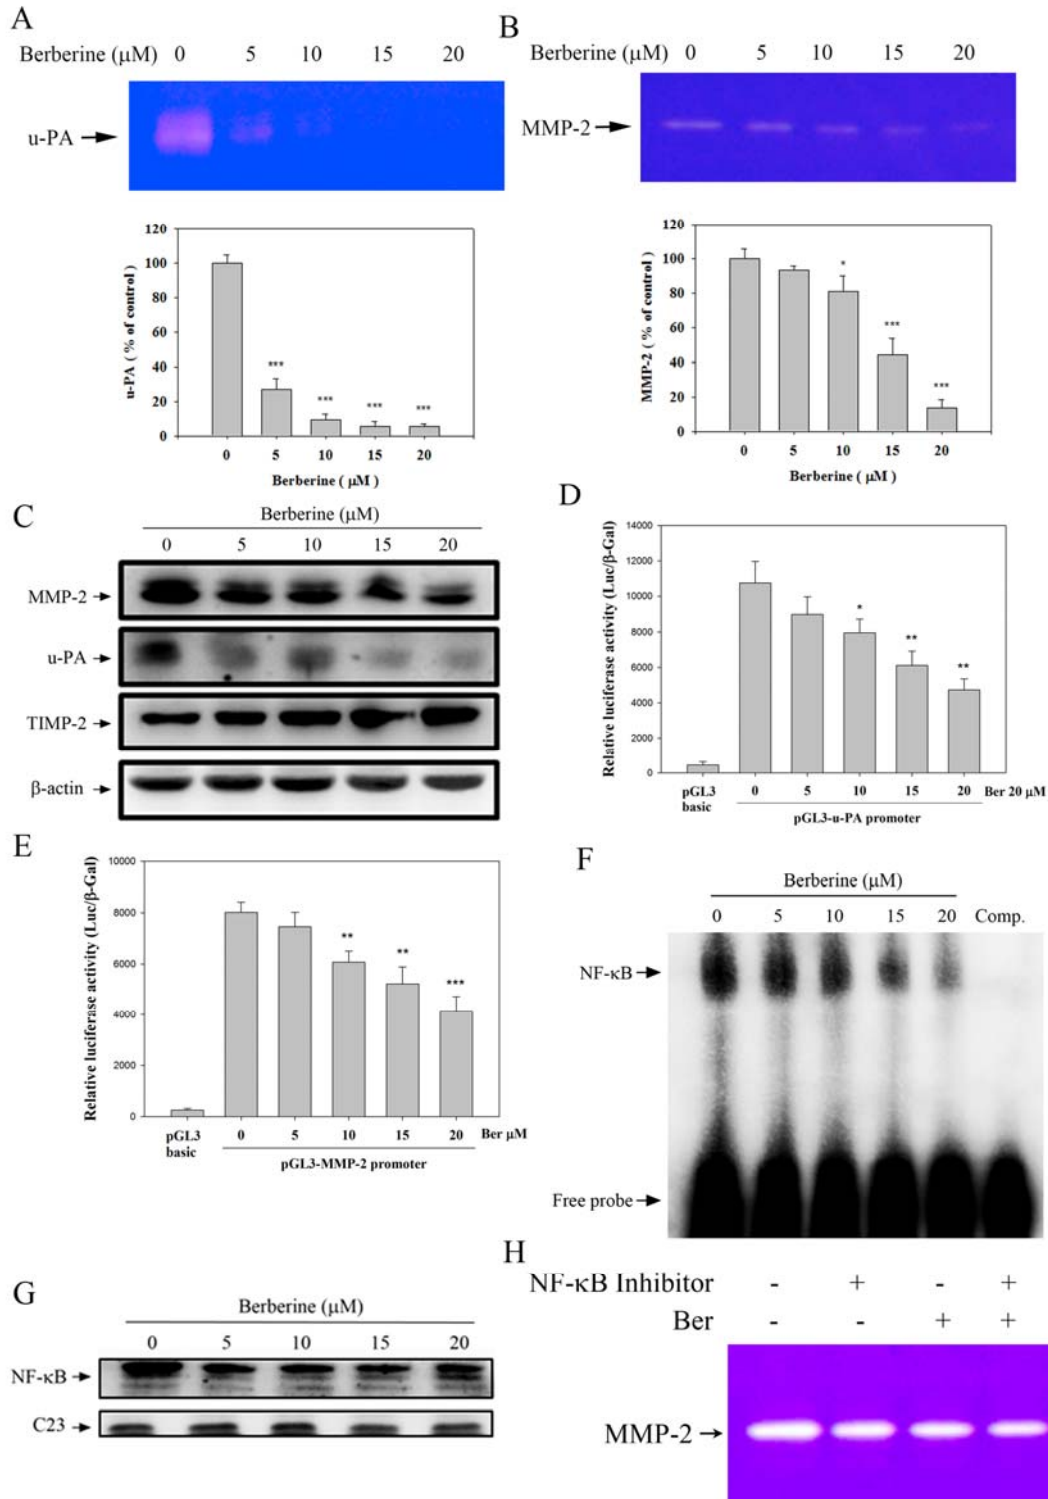 A
Berberine (μM) 0 5 10 15 20
u-PA
120
100
80
60
40
20
0
u-PA ( % of control )
***
***
***
***
0 5 10 15 20
Berberine ( μM )
B
Berberine (μM) 0 5 10 15 20
MMP-2
120
100
80
60
40
20
0
MMP-2 ( % of control )
*
***
***
0 5 10 15 20
Berberine ( μM )
C
Berberine (μM)
0 5 10 15 20
MMP-2
u-PA
TIMP-2
β-actin
D
14000
12000
10000
8000
6000
4000
2000
0
Relative luciferase activity (Luc/β-Gal)
*
**
**
pGL3 basic 0 5 10 15 20 Ber 20 μM
pGL3-u-PA promoter
E
10000
8000
6000
4000
2000
0
Relative luciferase activity (Luc/β-Gal)
**
**
***
pGL3 basic 0 5 10 15 20 Ber μM
pGL3-MMP-2 promoter
F
Berberine (μM)
0 5 10 15 20 Comp.
NF-κB
Free probe
G
Berberine (μM)
0 5 10 15 20
NF-κB
C23
H
NF-κB Inhibitor - + - +
Ber - - + +
MMP-2